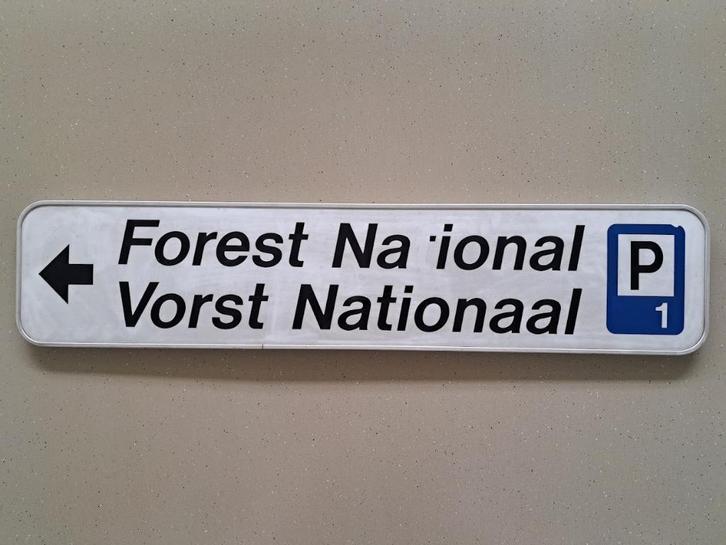 Forest Na ional
Vorst Nationaal
P
1